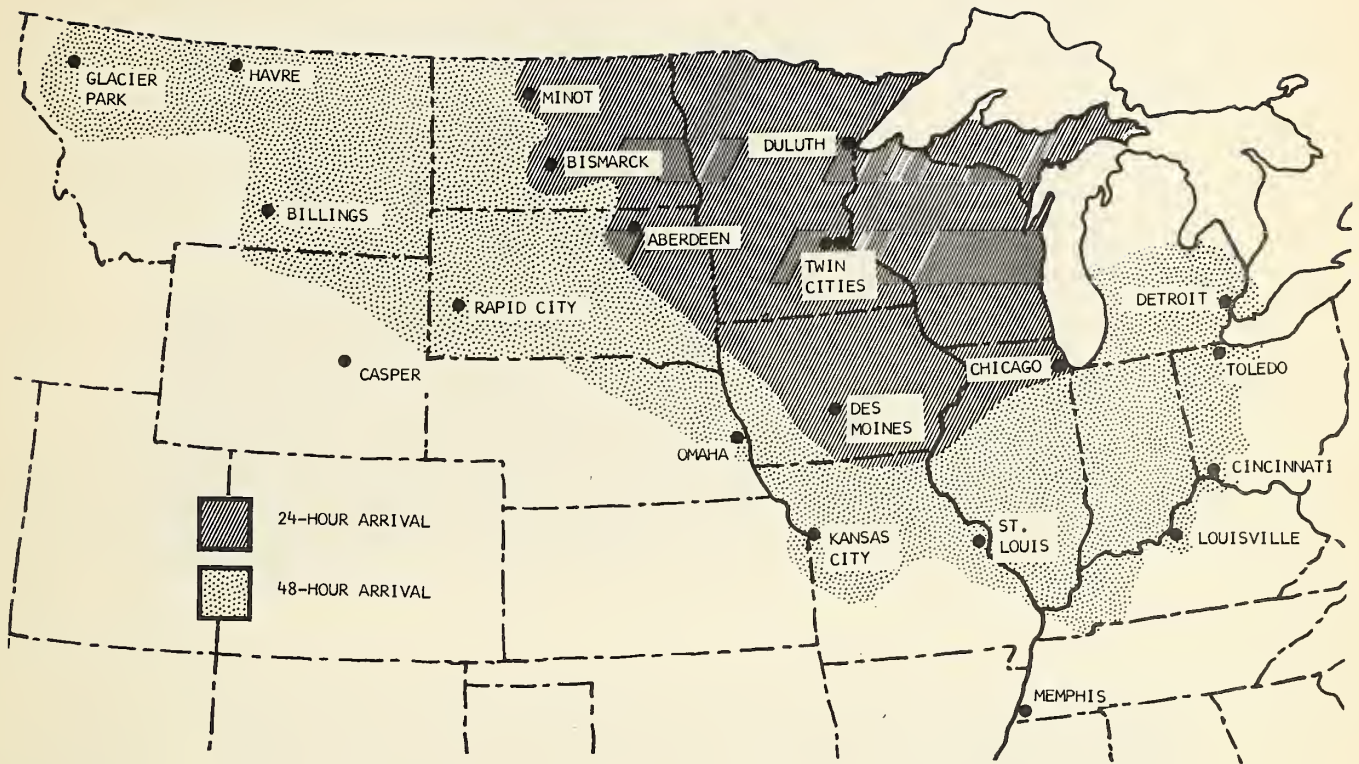 GLACIER
PARK
HAVRE
MINOT
DULUTH
BISMARCK
BILLINGS
ABERDEEN
TWIN
CITIES
RAPID CITY
DETROIT
CASPER
CHICAGO
TOLEDO
DES
MOINES
OMAHA
CINCINNATI
24-HOUR ARRIVAL
KANSAS
CITY
ST.
LOUIS
LOUISVILLE
48-HOUR ARRIVAL
MEMPHIS